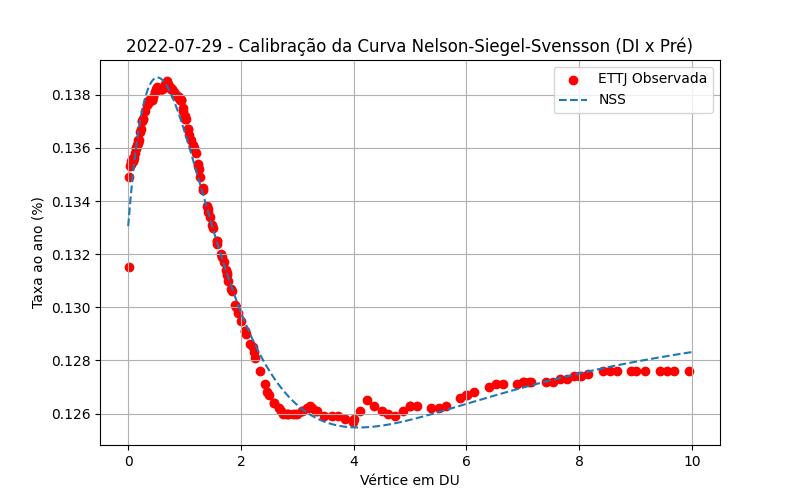 2022-07-29 - Calibração da Curva Nelson-Siegel-Svensson (DI x Pré)
ETTJ Observada
NSS
Taxa ao ano (%)
0.138
0.136
0.134
0.132
0.130
0.128
0.126
0 2 4 6 8 10
Vértice em DU